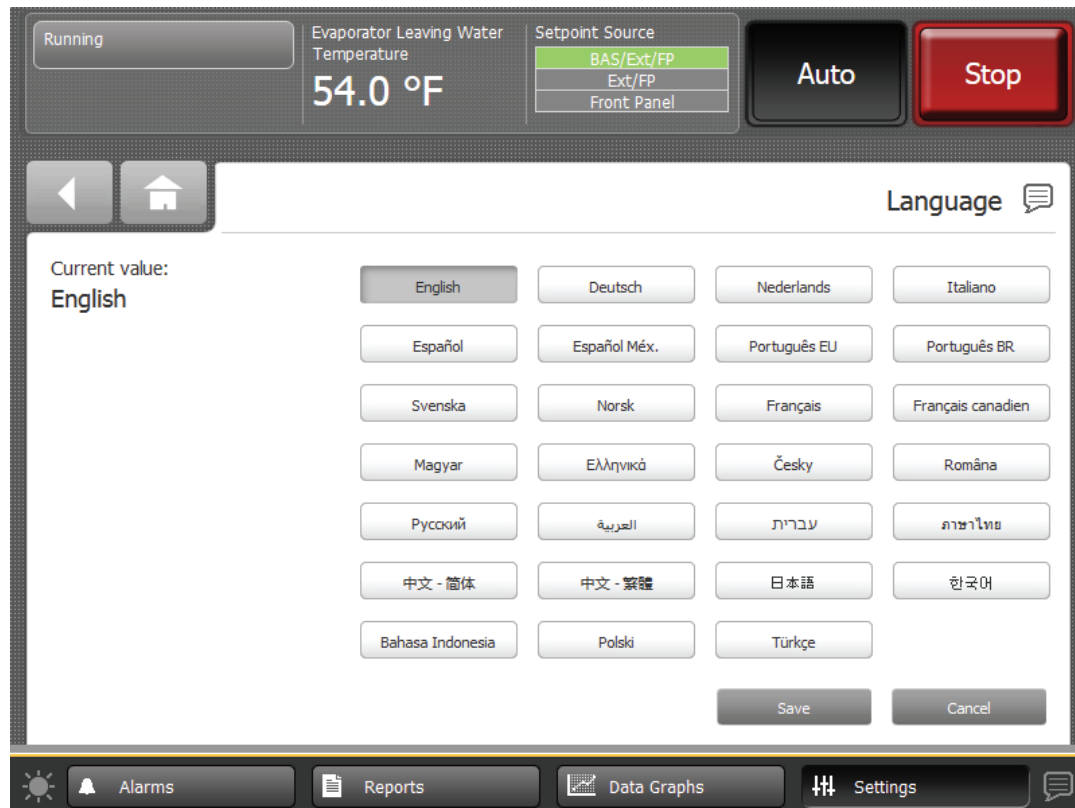 Running
Evaporator Leaving Water
Temperature
54.0 °F
Setpoint Source
BAS/Ext/FP
Ext/FP
Front Panel
Auto
Stop
Language
Current value:
English
English
Deutsch
Nederlands
Italiano
Español
Español Méx.
Português EU
Português BR
Svenska
Norsk
Français
Français canadien
Magyar
Ελληνικά
Česky
Româna
Русский
العربية
עברית
ภาษาไทย
中文 - 简体
中文 - 繁體
日本語
한국어
Bahasa Indonesia
Polski
Türkçe
Save
Cancel
Alarms
Reports
Data Graphs
Settings